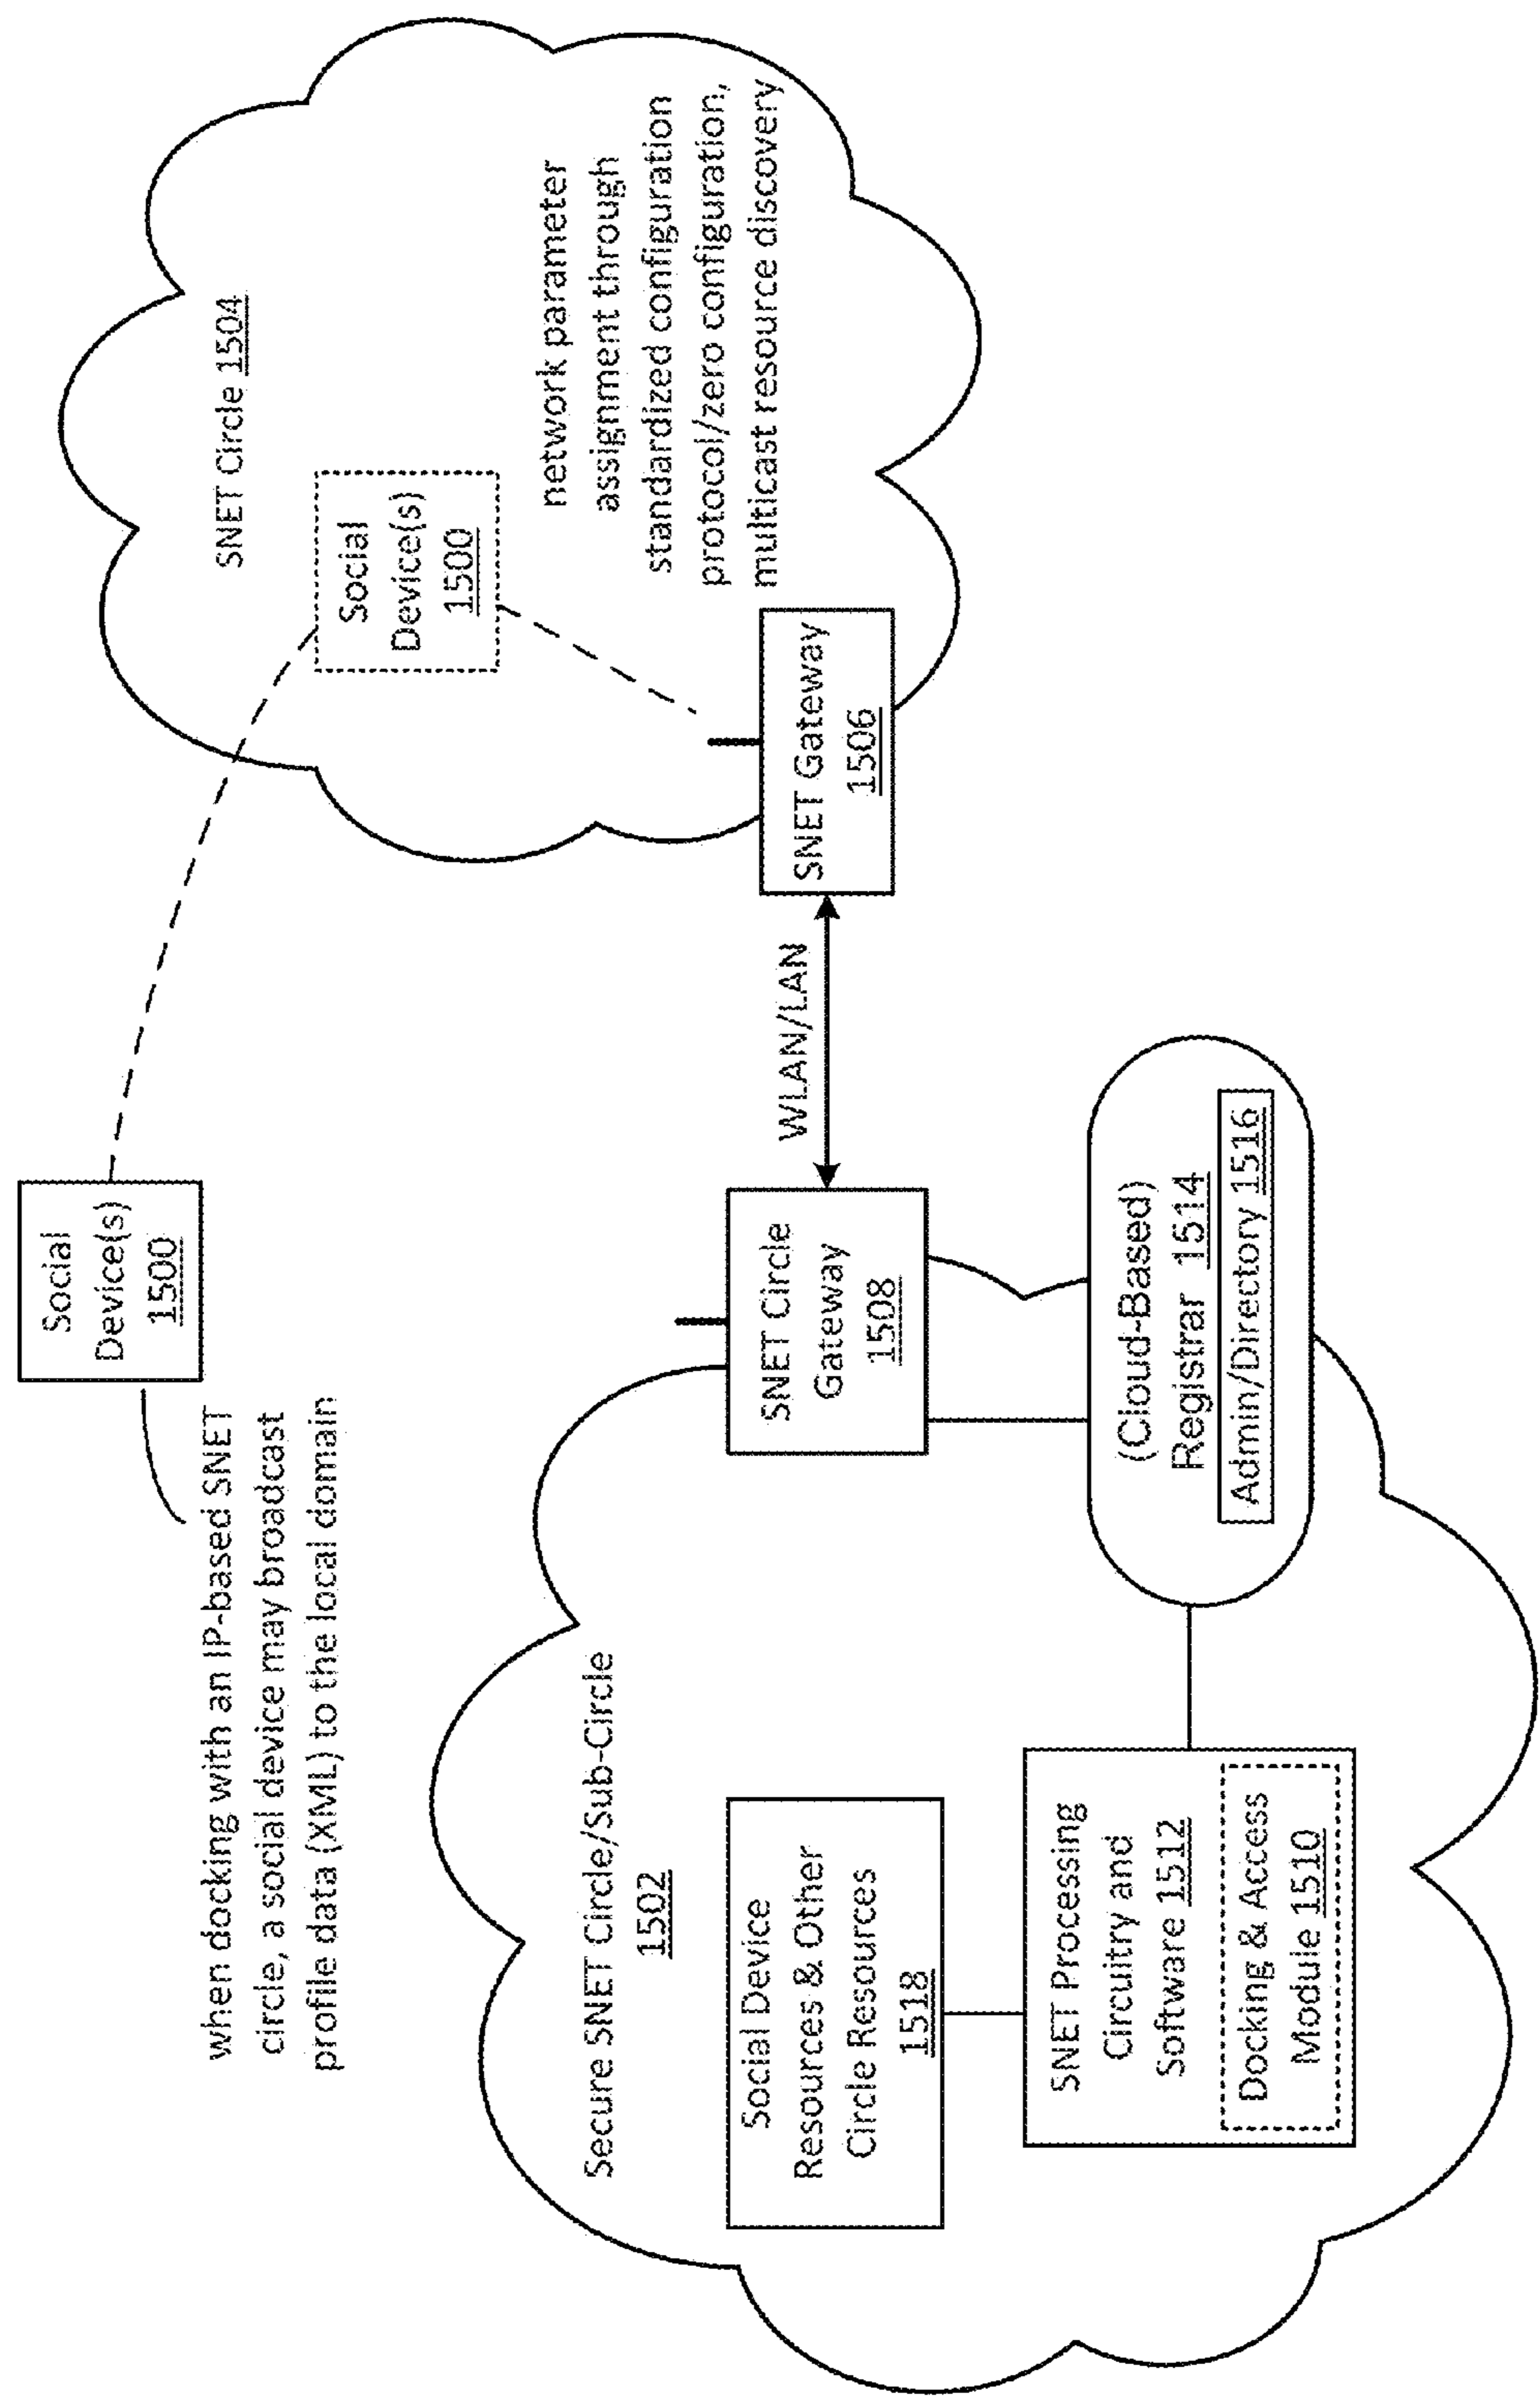 Social
Device(s)
1500
when docking with an IP-based SNET
circle, a social device may broadcast
profile data (XML) to the local domain
SNET Circle 1504
Social
Device(s)
1500
network parameter
assignment through
standardized configuration
protocol/zero configuration,
multicast resource discovery
SNET Gateway
1506
WLAN/LAN
Secure SNET Circle/Sub-Circle
1502
SNET Circle
Gateway
1508
Social Device
Resources & Other
Circle Resources
1518
(Cloud-Based)
Registrar 1514
Admin/Directory 1516
SNET Processing
Circuitry and
Software 1512
Docking & Access
Module 1510